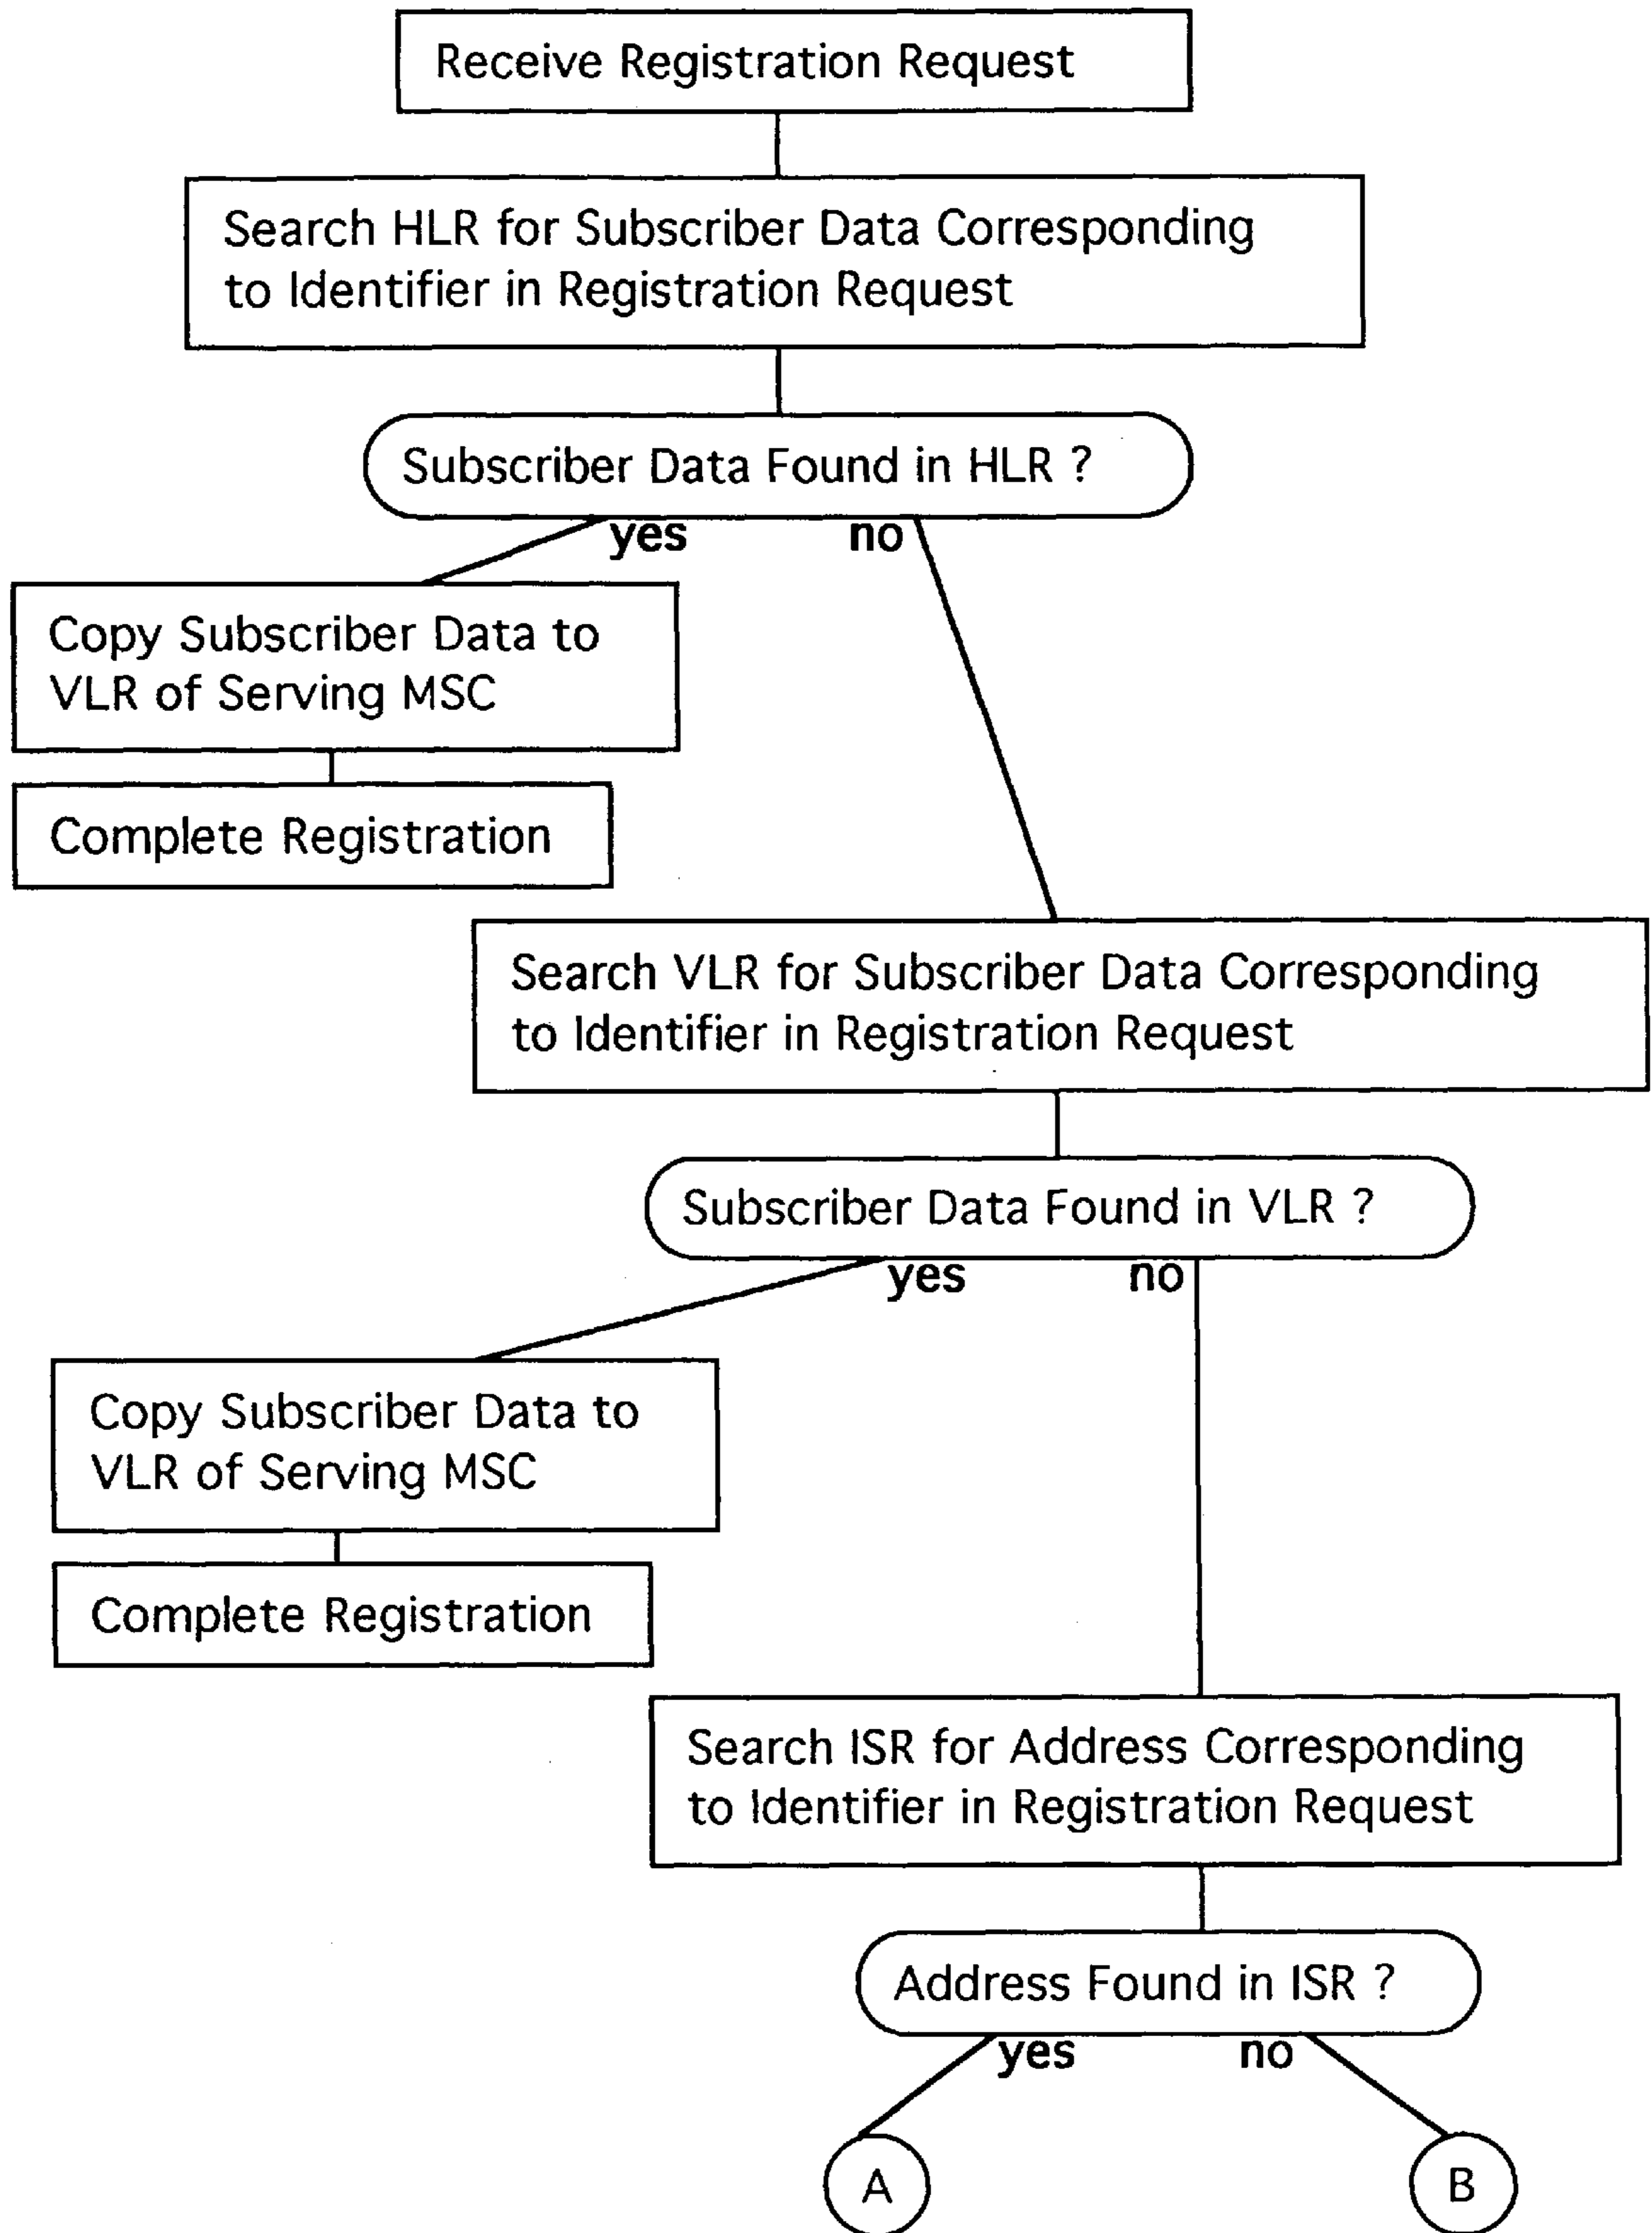 Receive Registration Request
Search HLR for Subscriber Data Corresponding
to Identifier in Registration Request
Subscriber Data Found in HLR ?
yes
no
Copy Subscriber Data to
VLR of Serving MSC
Complete Registration
Search VLR for Subscriber Data Corresponding
to Identifier in Registration Request
Subscriber Data Found in VLR ?
yes
no
Copy Subscriber Data to
VLR of Serving MSC
Complete Registration
Search ISR for Address Corresponding
to Identifier in Registration Request
Address Found in ISR ?
yes
no
A
B